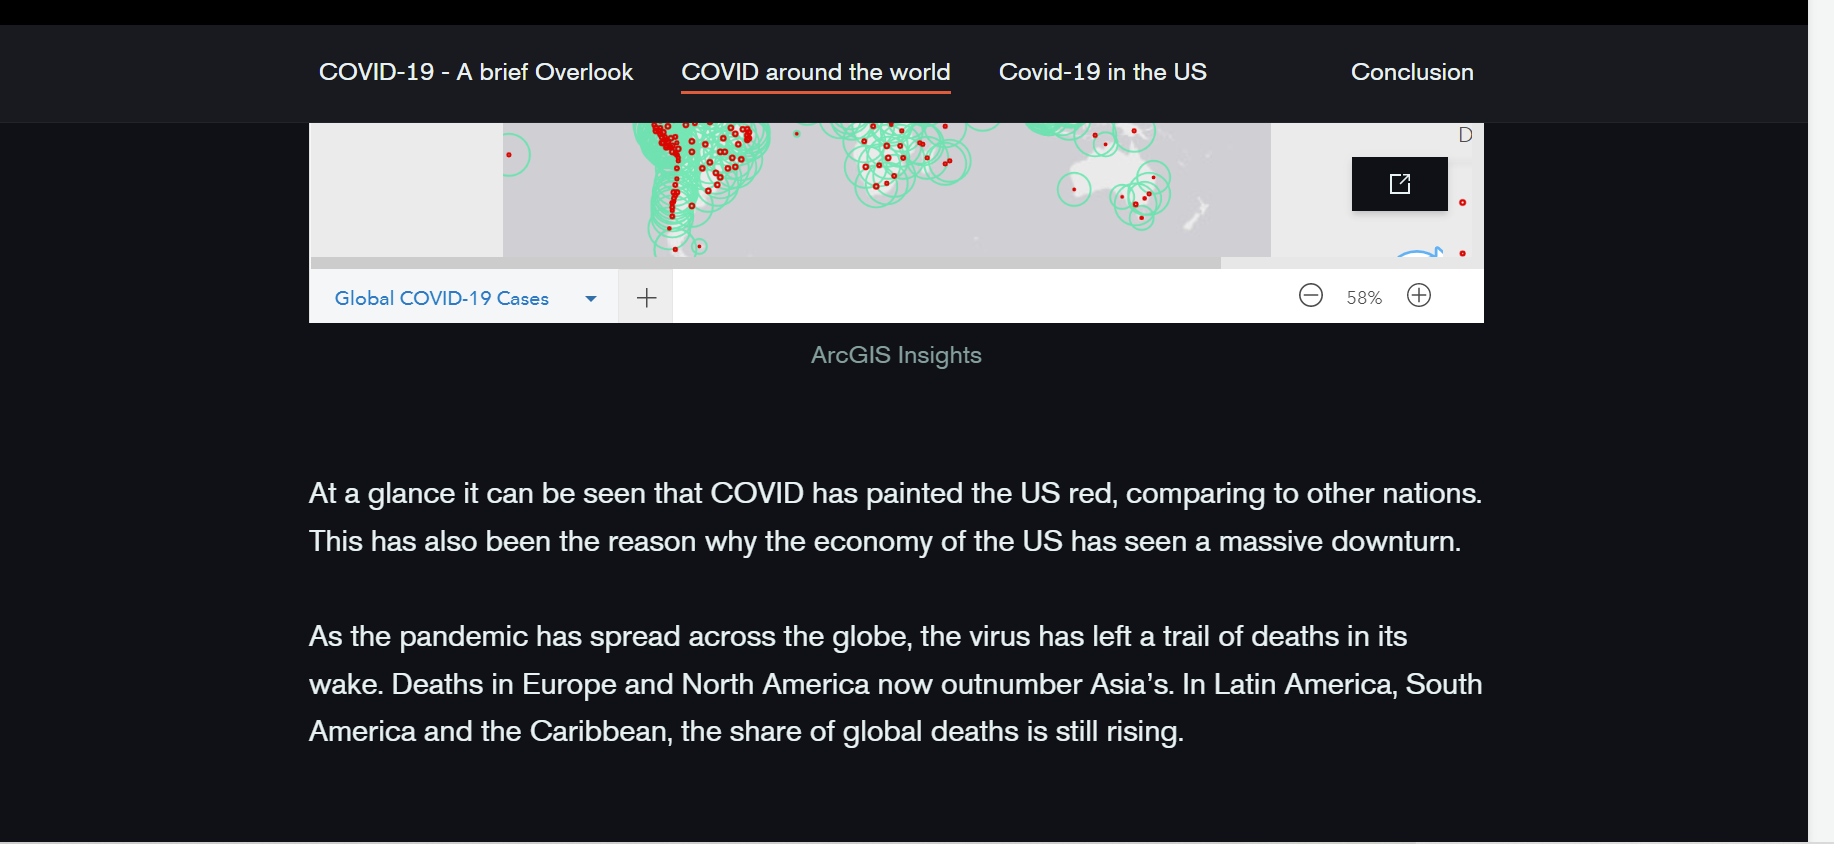 COVID-19 - A brief Overlook
COVID around the world
Covid-19 in the US
Conclusion
D
Global COVID-19 Cases
58%
ArcGIS Insights
At a glance it can be seen that COVID has painted the US red, comparing to other nations.
This has also been the reason why the economy of the US has seen a massive downturn.
As the pandemic has spread across the globe, the virus has left a trail of deaths in its
wake. Deaths in Europe and North America now outnumber Asia’s. In Latin America, South
America and the Caribbean, the share of global deaths is still rising.